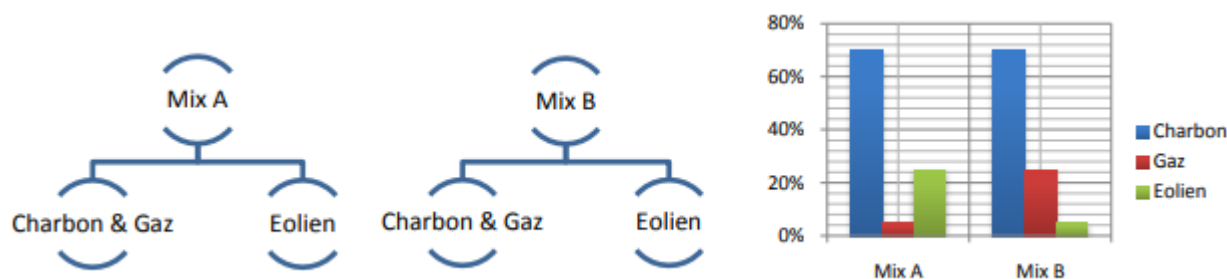 Mix A
Charbon & Gaz
Eolien
Mix B
Charbon & Gaz
Eolien
80%
60%
40%
20%
0%
Mix A
Mix B
Charbon
Gaz
Eolien